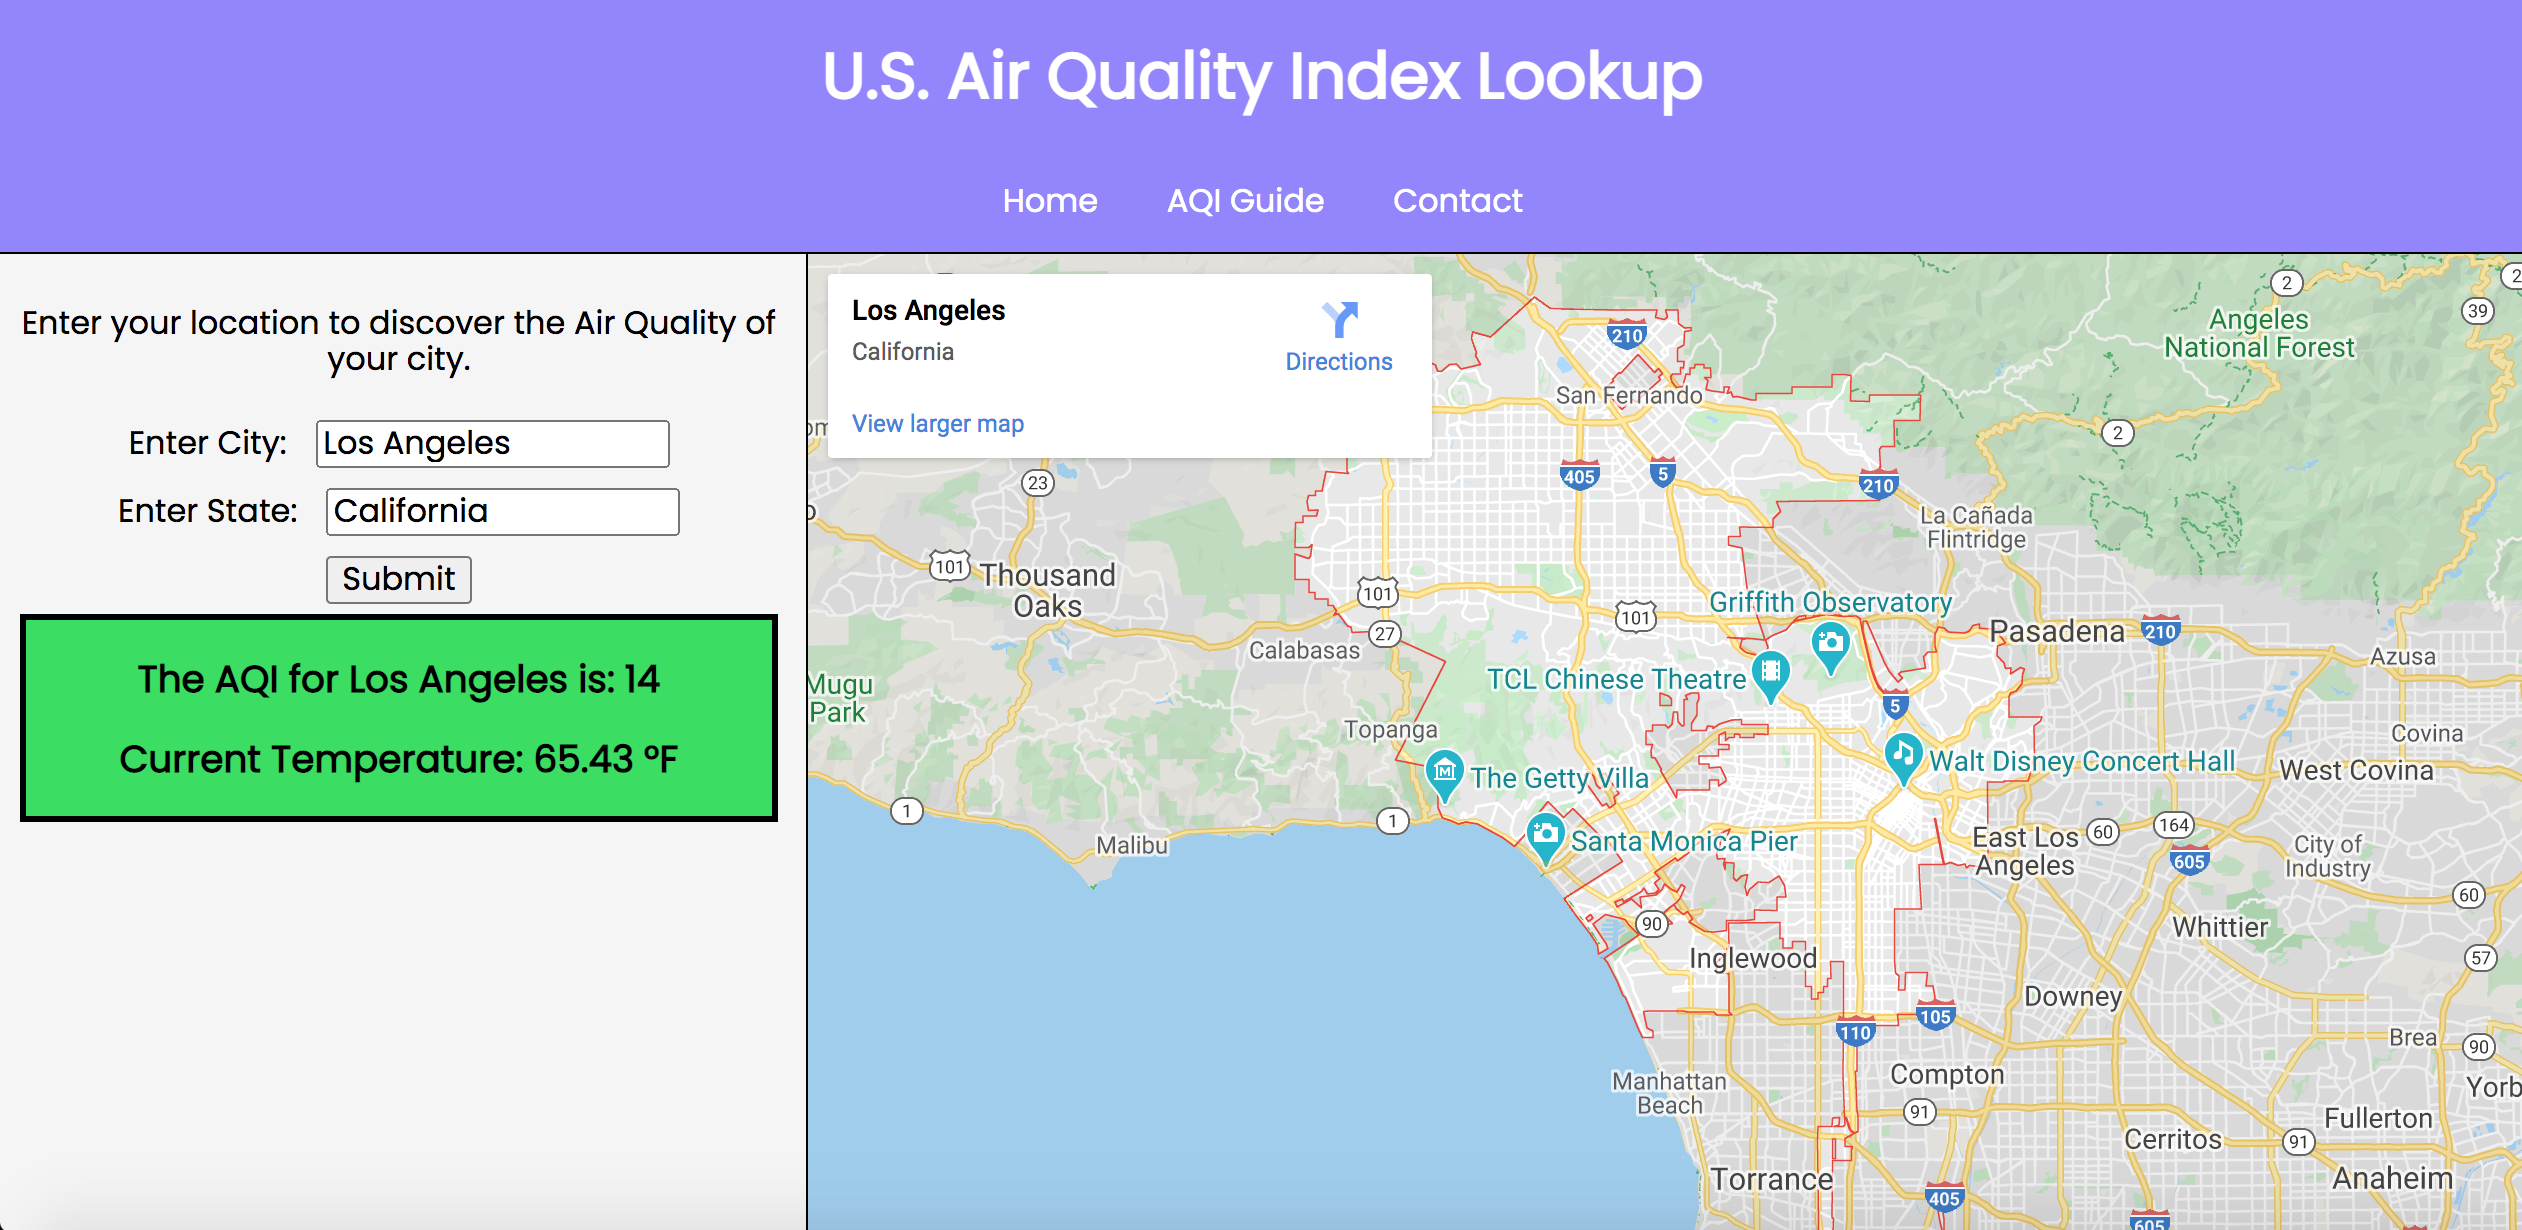 U.S. Air Quality Index Lookup
Home AQI Guide Contact
Enter your location to discover the Air Quality of
your city.
Enter City: Los Angeles
Enter State: California
Submit
The AQI for Los Angeles is: 14
Current Temperature: 65.43 °F
Los Angeles
California
Directions
View larger map
2
2
39
Angeles
National Forest
210
San Fernando
2
405
5
210
23
La Cañada
Flintridge
101
Thousand
Oaks
101
27
101
Griffith Observatory
Pasadena
210
Calabasas
Azusa
TCL Chinese Theatre
Mugu
Park
5
Topanga
Covina
The Getty Villa
Walt Disney Concert Hall
West Covina
1
1
Malibu
Santa Monica Pier
East Los
Angeles
60
164
605
City of
Industry
60
90
Whittier
Inglewood
57
Downey
105
110
Brea
90
Manhattan
Beach
Compton
Yorb
91
Fullerton
Cerritos
91
Torrance
Anaheim
405
605